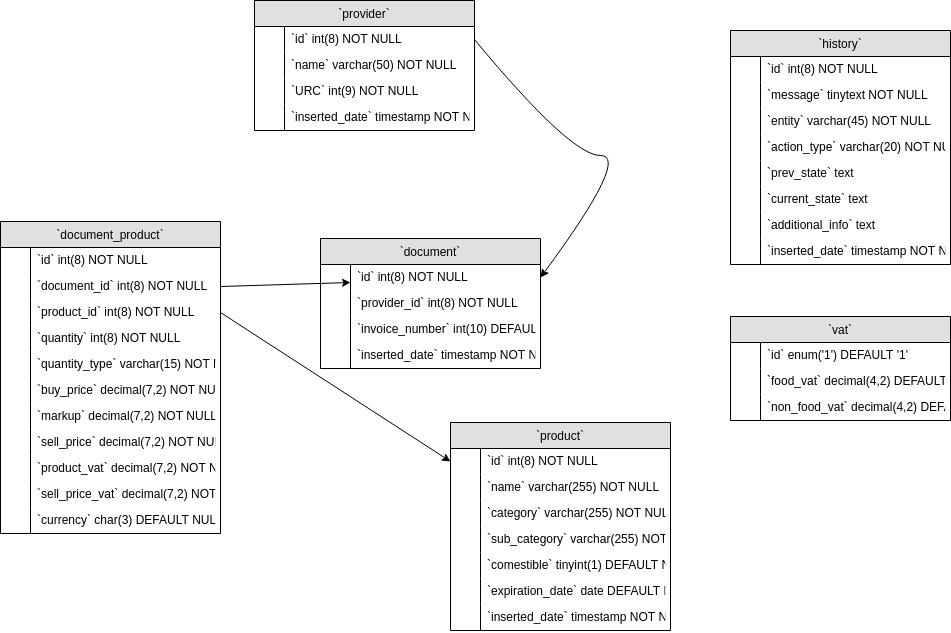 `provider`
`id` int(8) NOT NULL
`name` varchar(50) NOT NULL
`URC` int(9) NOT NULL
`inserted_date` timestamp NOT N
`history`
`id` int(8) NOT NULL
`message` tinytext NOT NULL
`entity` varchar(45) NOT NULL
`action_type` varchar(20) NOT NU
`prev_state` text
`current_state` text
`additional_info` text
`inserted_date` timestamp NOT N
`document_product`
`id` int(8) NOT NULL
`document_id` int(8) NOT NULL
`product_id` int(8) NOT NULL
`quantity` int(8) NOT NULL
`quantity_type` varchar(15) NOT
`buy_price` decimal(7,2) NOT NU
`markup` decimal(7,2) NOT NULL
`sell_price` decimal(7,2) NOT NU
`product_vat` decimal(7,2) NOT N
`sell_price_vat` decimal(7,2) NOT
`currency` char(3) DEFAULT NUL
`document`
`id` int(8) NOT NULL
`provider_id` int(8) NOT NULL
`invoice_number` int(10) DEFAUL
`inserted_date` timestamp NOT N
`vat`
`id` enum('1') DEFAULT '1'
`food_vat` decimal(4,2) DEFAULT
`non_food_vat` decimal(4,2) DEF
`product`
`id` int(8) NOT NULL
`name` varchar(255) NOT NULL
`category` varchar(255) NOT NUL
`sub_category` varchar(255) NOT
`comestible` tinyint(1) DEFAULT N
`expiration_date` date DEFAULT
`inserted_date` timestamp NOT N